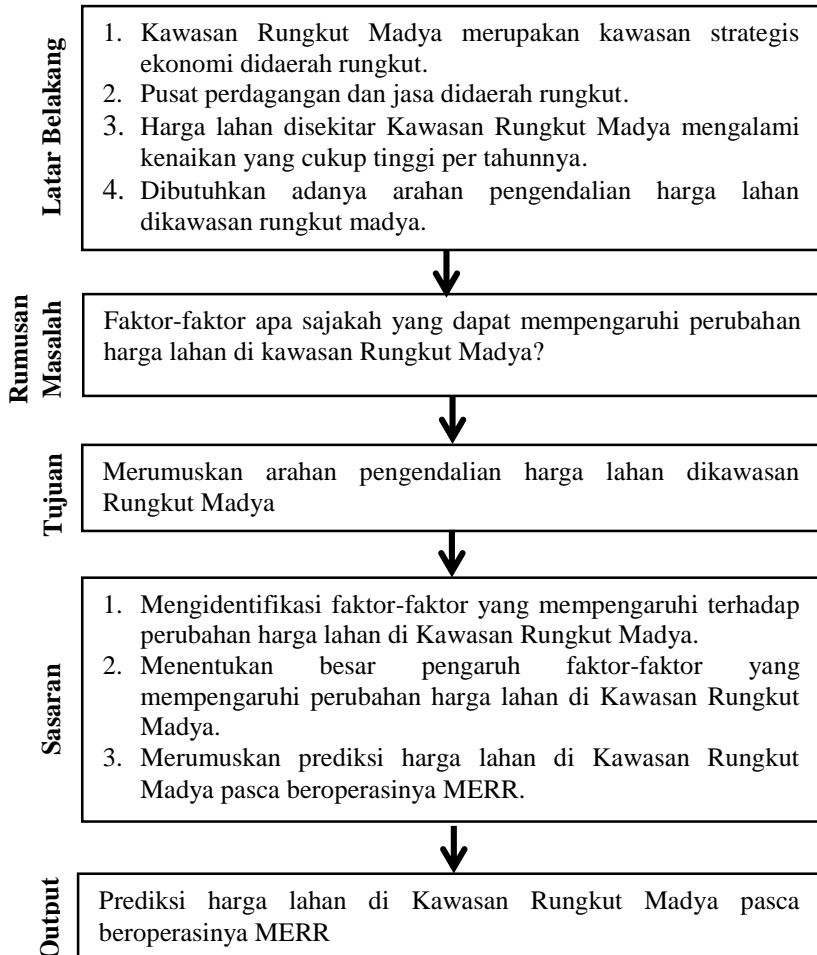 Latar Belakang
1. Kawasan Rungkut Madya merupakan kawasan strategis
ekonomi didaerah rungkut.
2. Pusat perdagangan dan jasa didaerah rungkut.
3. Harga lahan disekitar Kawasan Rungkut Madya mengalami
kenaikan yang cukup tinggi per tahunnya.
4. Dibutuhkan adanya arahan pengendalian harga lahan
dikawasan rungkut madya.
Rumusan
Masalah
Faktor-faktor apa sajakah yang dapat mempengaruhi perubahan
harga lahan di kawasan Rungkut Madya?
Tujuan
Merumuskan arahan pengendalian harga lahan dikawasan
Rungkut Madya
Sasaran
1. Mengidentifikasi faktor-faktor yang mempengaruhi terhadap
perubahan harga lahan di Kawasan Rungkut Madya.
2. Menentukan besar pengaruh faktor-faktor yang
mempengaruhi perubahan harga lahan di Kawasan Rungkut
Madya.
3. Merumuskan prediksi harga lahan di Kawasan Rungkut
Madya pasca beroperasinya MERR.
Output
Prediksi harga lahan di Kawasan Rungkut Madya pasca
beroperasinya MERR